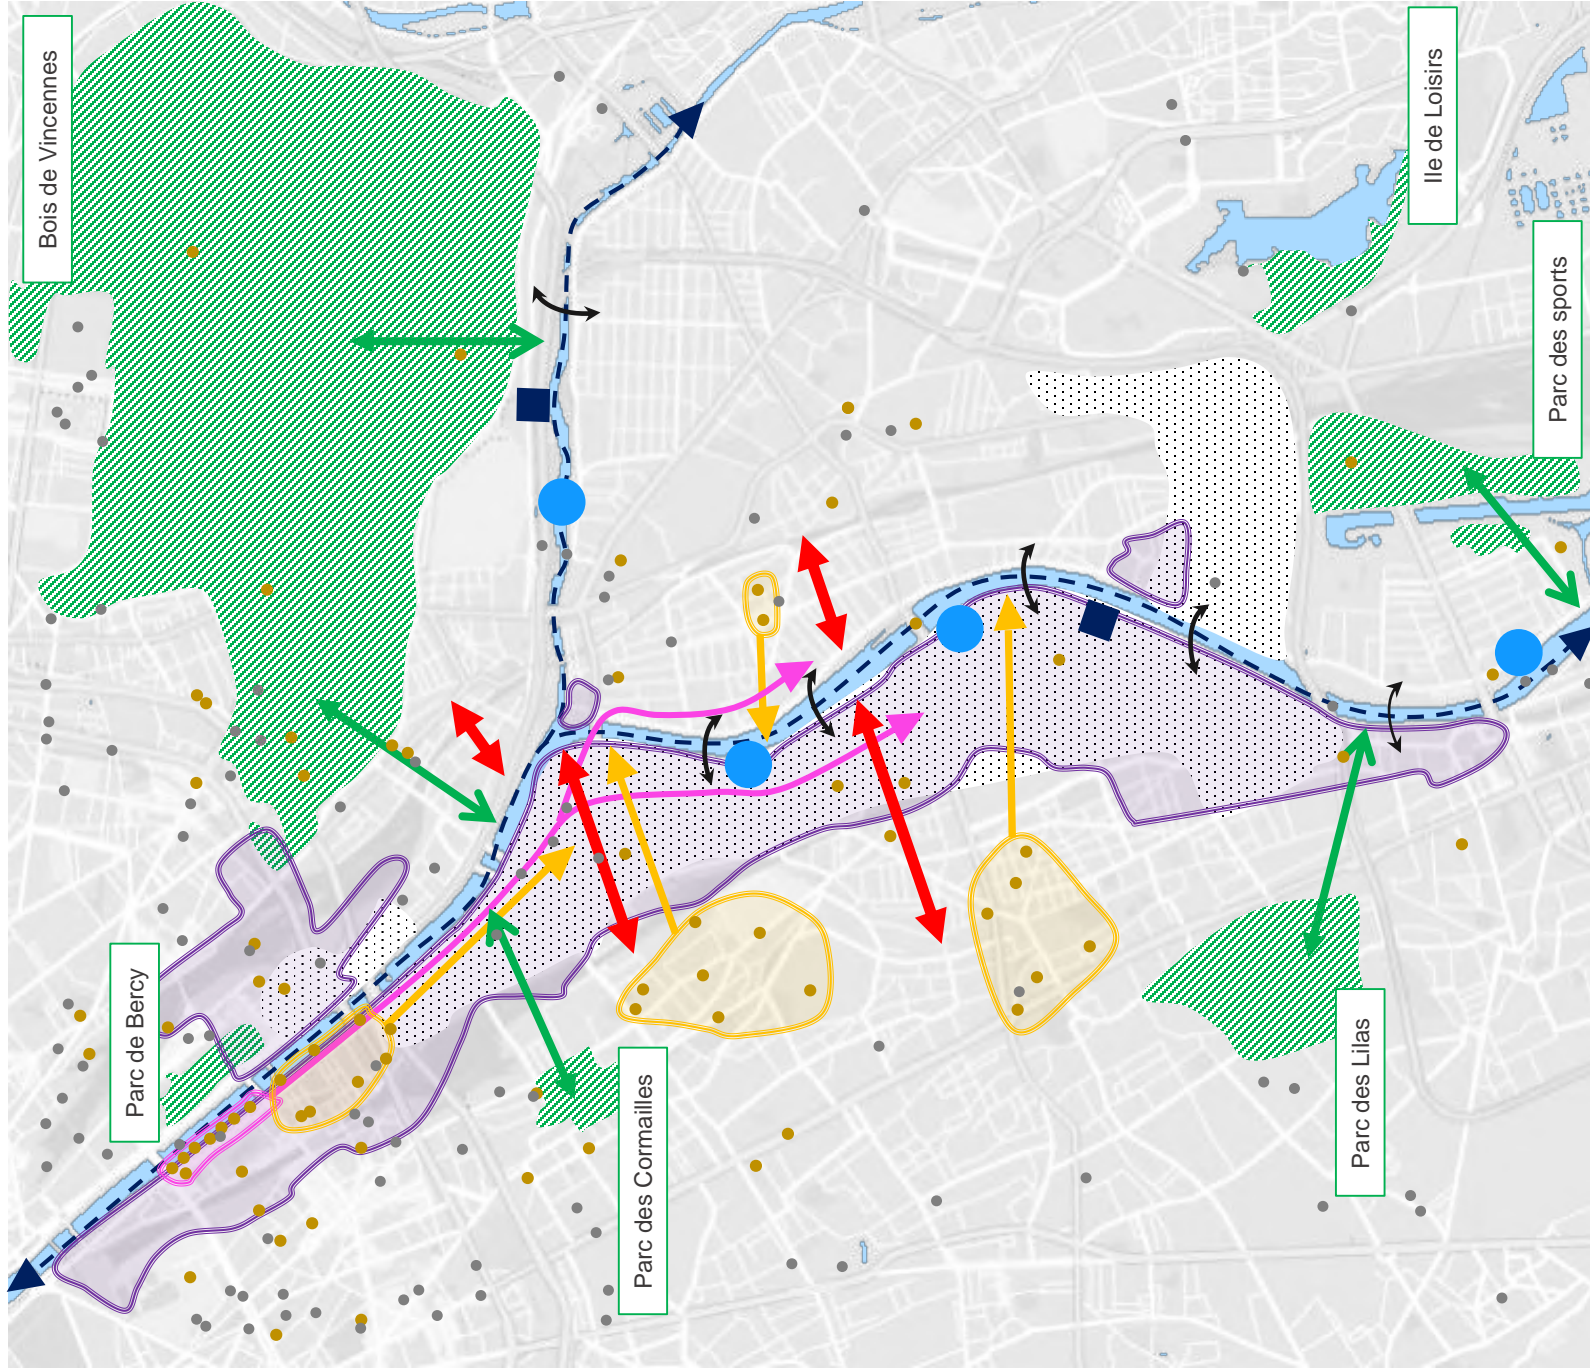 Bois de Vincennes
Ile de Loisirs
Parc des sports
Parc de Bercy
Parc des Cormailles
Parc des Lilas